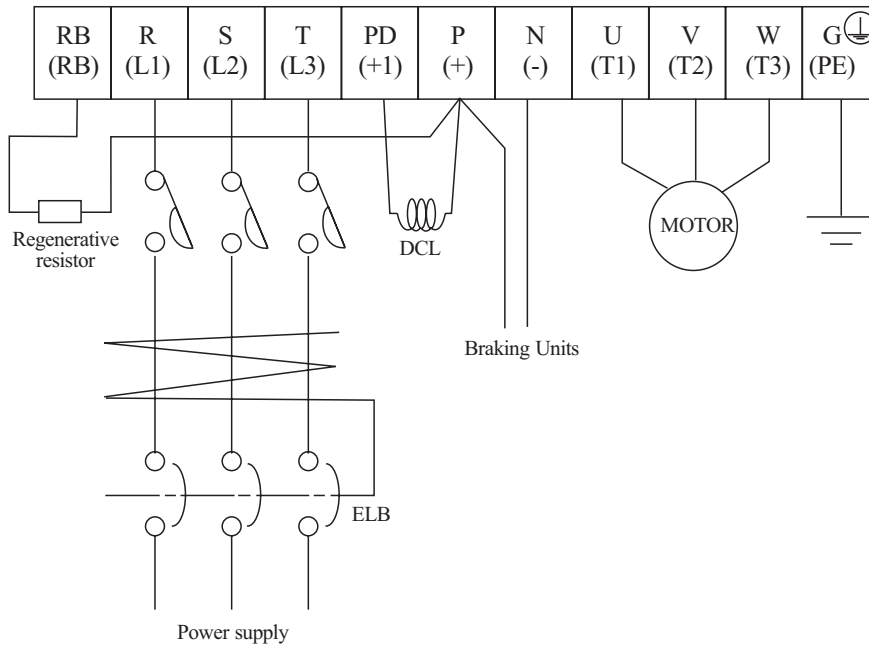 RB R S T PD P N U V W G
(RB) (L1) (L2) (L3) (+1) (+) (-) (T1) (T2) (T3) (PE)
Regenerative
resistor
DCL
MOTOR
Braking Units
ELB
Power supply